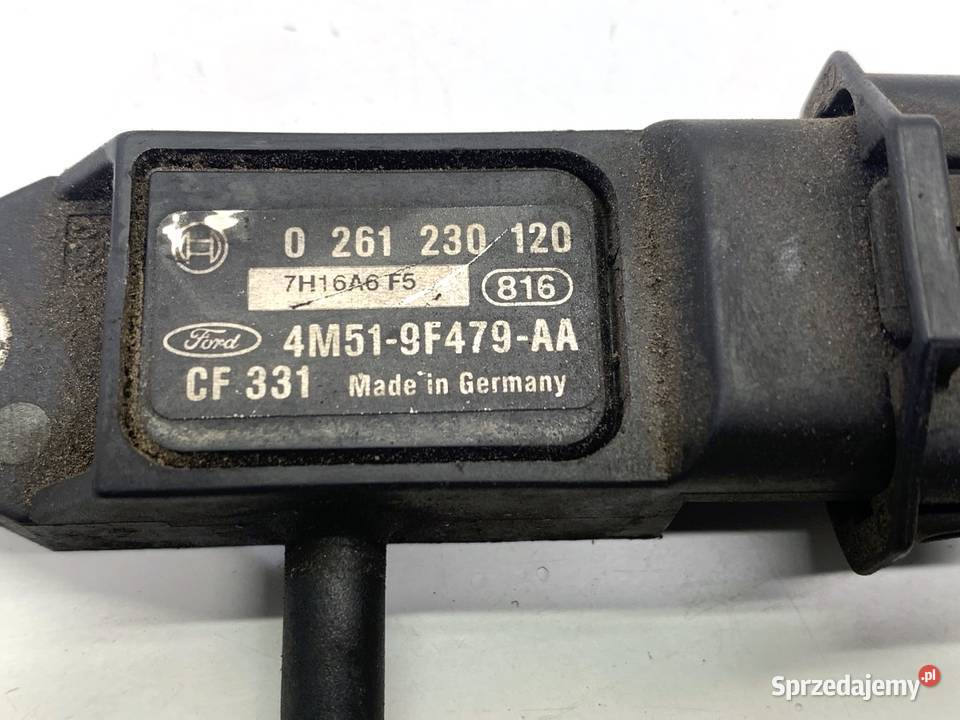 0 261 230 120
7H16A6 F5
816
Ford
4M51-9F479-AA
CF 331 Made in Germany
Sprzedajemy.pl